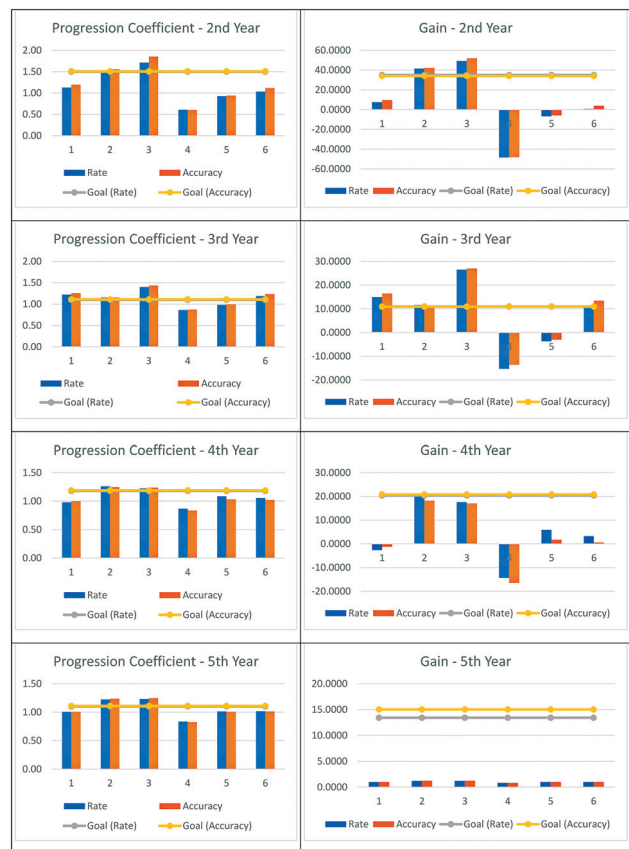 Progression Coefficient - 2nd Year
2.00
1.50
1.00
0.50
0.00
1 2 3 4 5 6
Rate Accuracy
Goal (Rate) Goal (Accuracy)
Gain - 2nd Year
60.0000
40.0000
20.0000
0.0000
-20.0000
-40.0000
-60.0000
1 2 3 4 5 6
Rate Accuracy Goal (Rate) Goal (Accuracy)
Progression Coefficient - 3rd Year
2.00
1.50
1.00
0.50
0.00
1 2 3 4 5 6
Rate Accuracy
Goal (Rate) Goal (Accuracy)
Gain - 3rd Year
30.0000
20.0000
10.0000
0.0000
-10.0000
-20.0000
1 2 3 4 5 6
Rate Accuracy Goal (Rate) Goal (Accuracy)
Progression Coefficient - 4th Year
1.50
1.00
0.50
0.00
1 2 3 4 5 6
Rate Accuracy
Goal (Rate) Goal (Accuracy)
Gain - 4th Year
30.0000
20.0000
10.0000
0.0000
-10.0000
-20.0000
1 2 3 4 5 6
Rate Accuracy Goal (Rate) Goal (Accuracy)
Progression Coefficient - 5th Year
1.50
1.00
0.50
0.00
1 2 3 4 5 6
Rate Accuracy
Goal (Rate) Goal (Accuracy)
Gain - 5th Year
20.0000
15.0000
10.0000
5.0000
0.0000
1 2 3 4 5 6
Rate Accuracy Goal (Rate) Goal (Accuracy)